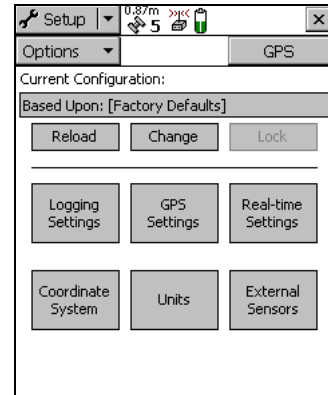 Setup 0.87m 5
Options GPS
Current Configuration:
Based Upon: [Factory Defaults]
Reload Change Lock
Logging Settings
GPS Settings
Real-time Settings
Coordinate System
Units
External Sensors